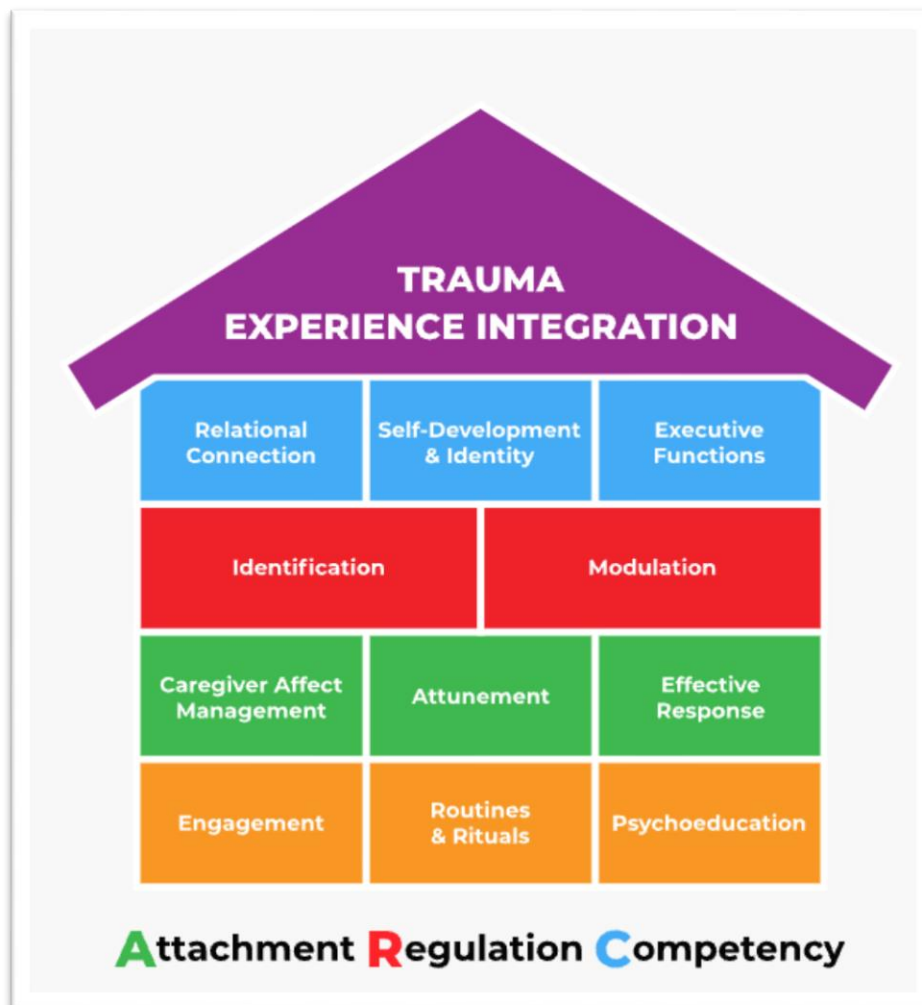 TRAUMA
EXPERIENCE INTEGRATION
Relational
Connection
Self-Development
& Identity
Executive
Functions
Identification
Modulation
Caregiver Affect
Management
Attunement
Effective
Response
Engagement
Routines
& Rituals
Psychoeducation
Attachment Regulation Competency